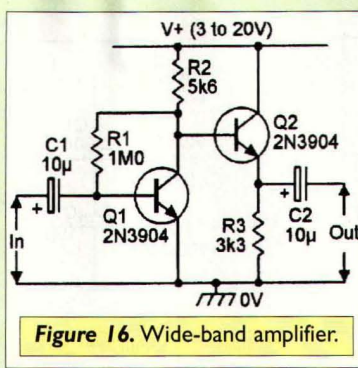 V+ (3 to 20V)
R2
5k6
C1
10µ
R1
1M0
Q2
2N3904
+
Q1
2N3904
In
R3
3k3
+
C2
10µ
Out
0V
Figure 16. Wide-band amplifier.